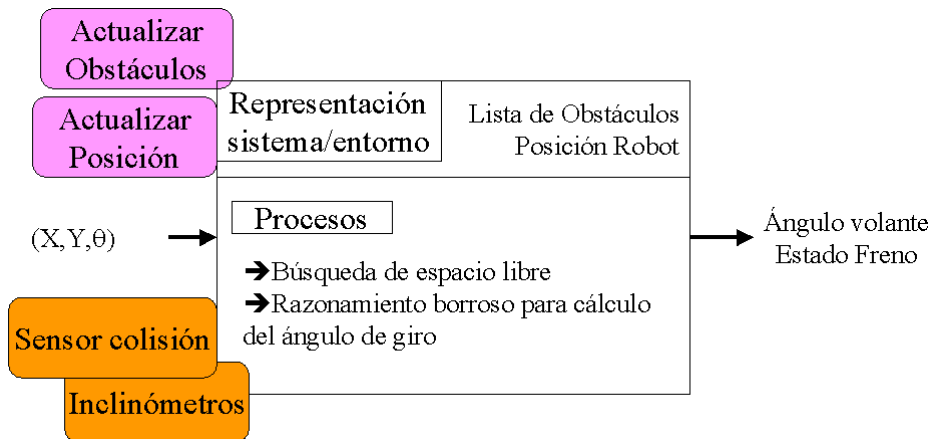 Actualizar
Obstáculos
Actualizar
Posición
Representación
sistema/entorno
Lista de Obstáculos
Posición Robot
(X,Y,θ)
Procesos
➔Búsqueda de espacio libre
➔Razonamiento borroso para cálculo
del ángulo de giro
Ángulo volante
Estado Freno
Sensor colisión
Inclinómetros